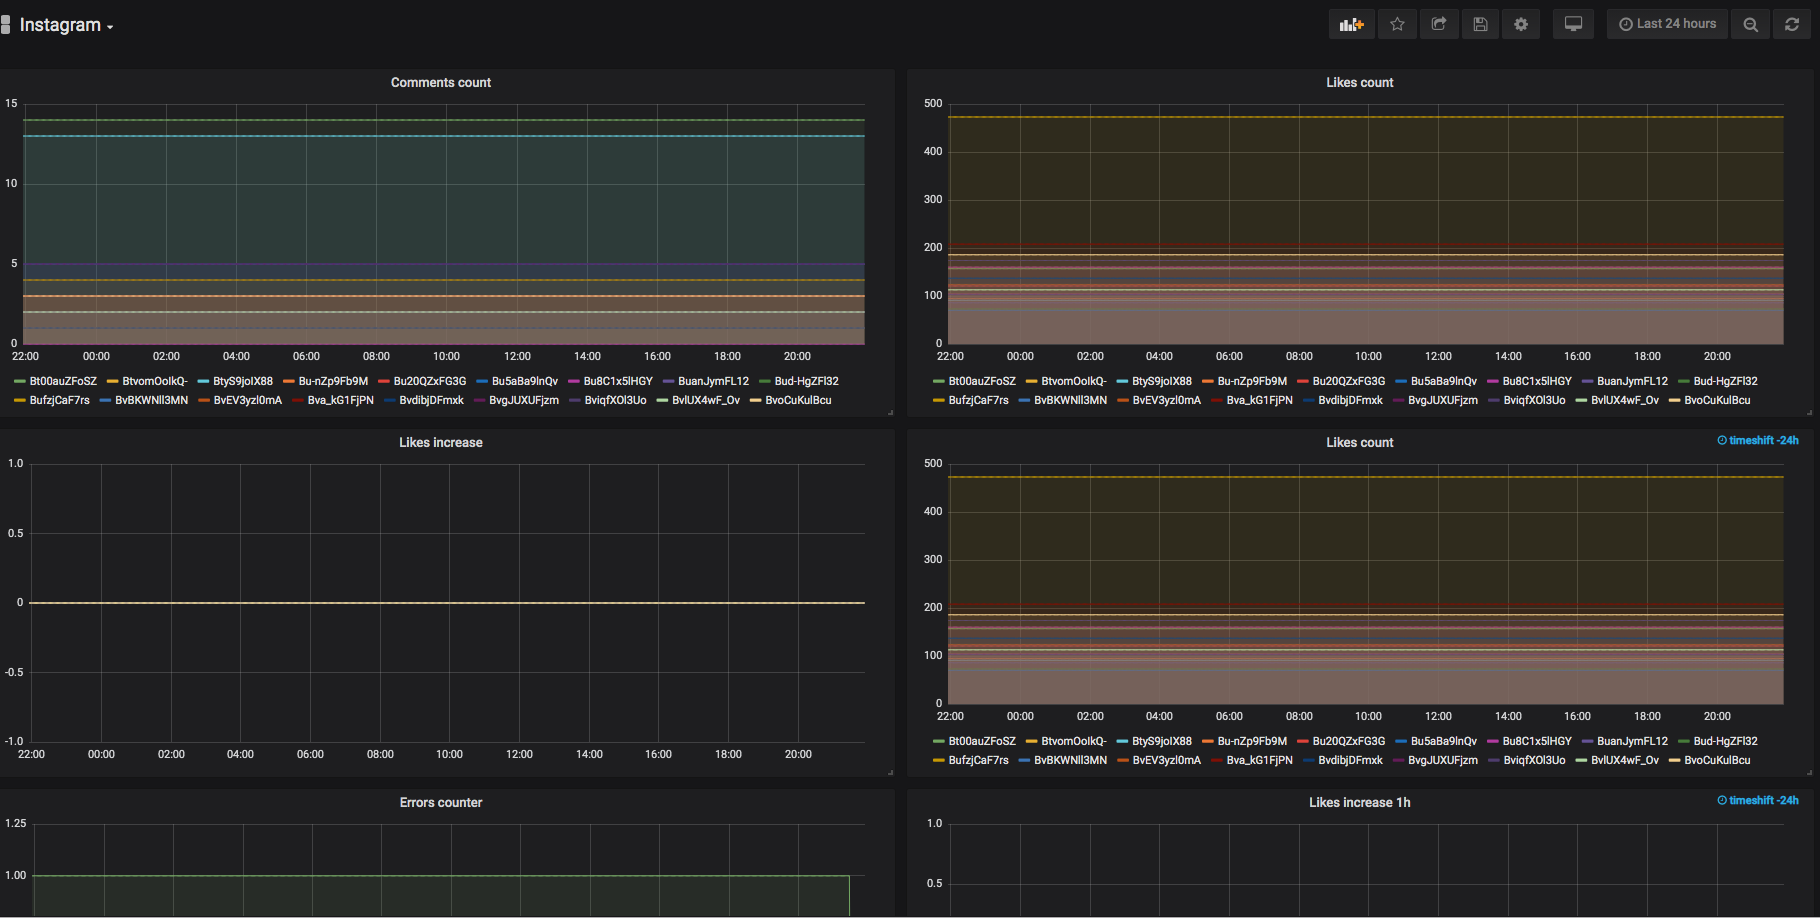 Instagram
Last 24 hours
Comments count
15
10
5
0
22:00 00:00 02:00 04:00 06:00 08:00 10:00 12:00 14:00 16:00 18:00 20:00
Bt00auZFoSZ BtvomOolkQ- BtyS9jolX88 Bu-nZp9Fb9M Bu20QZxFG3G Bu5aBa9lnQv Bu8C1x5lHGY BuanJymFL12 Bud-HgZFl32
BufzjCaF7rs BvBKWNll3MN BvEV3yzl0mA Bva_kG1FjPN BvdibjDFmxk BvgJUXUFjzm BviqfXOl3Uo BvlUX4wF_Ov BvoCuKulBcu
Likes count
500
400
300
200
100
0
22:00 00:00 02:00 04:00 06:00 08:00 10:00 12:00 14:00 16:00 18:00 20:00
Bt00auZFoSZ BtvomOolkQ- BtyS9jolX88 Bu-nZp9Fb9M Bu20QZxFG3G Bu5aBa9lnQv Bu8C1x5lHGY BuanJymFL12 Bud-HgZFl32
BufzjCaF7rs BvBKWNll3MN BvEV3yzl0mA Bva_kG1FjPN BvdibjDFmxk BvgJUXUFjzm BviqfXOl3Uo BvlUX4wF_Ov BvoCuKulBcu
Likes increase
1.0
0.5
0
-0.5
-1.0
22:00 00:00 02:00 04:00 06:00 08:00 10:00 12:00 14:00 16:00 18:00 20:00
Likes count
timeshift -24h
500
400
300
200
100
0
22:00 00:00 02:00 04:00 06:00 08:00 10:00 12:00 14:00 16:00 18:00 20:00
Bt00auZFoSZ BtvomOolkQ- BtyS9jolX88 Bu-nZp9Fb9M Bu20QZxFG3G Bu5aBa9lnQv Bu8C1x5lHGY BuanJymFL12 Bud-HgZFl32
BufzjCaF7rs BvBKWNll3MN BvEV3yzl0mA Bva_kG1FjPN BvdibjDFmxk BvgJUXUFjzm BviqfXOl3Uo BvlUX4wF_Ov BvoCuKulBcu
Errors counter
1.25
1.00
Likes increase 1h
timeshift -24h
1.0
0.5